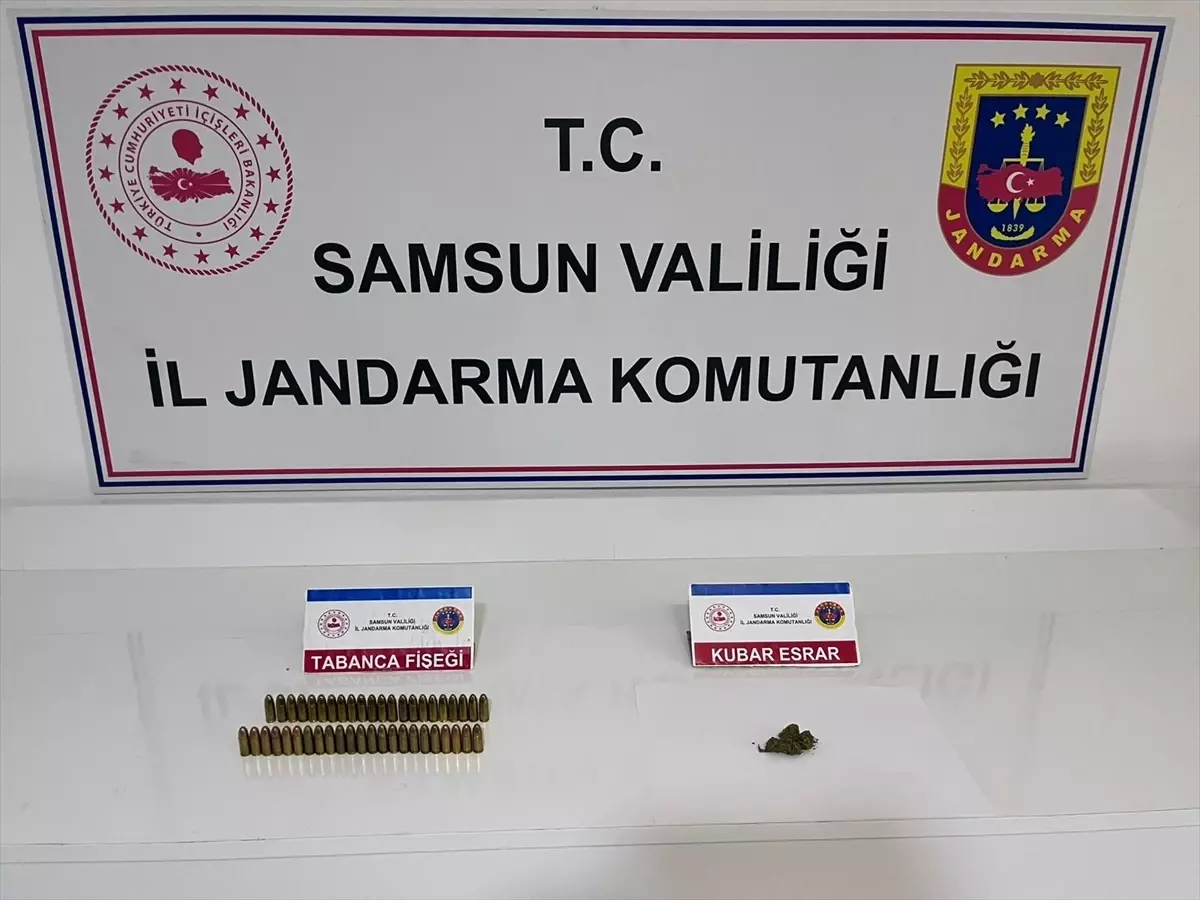 TÜRKİYE CUMHURİYETİ İÇİŞLERİ BAKANLIĞI
T.C.
SAMSUN VALİLİĞİ
İL JANDARMA KOMUTANLIĞI
1839
JANDARMA
T.C.
SAMSUN VALİLİĞİ
İL JANDARMA KOMUTANLIĞI
TABANCA FİŞEĞİ
T.C.
SAMSUN VALİLİĞİ
İL JANDARMA KOMUTANLIĞI
KUBAR ESRAR